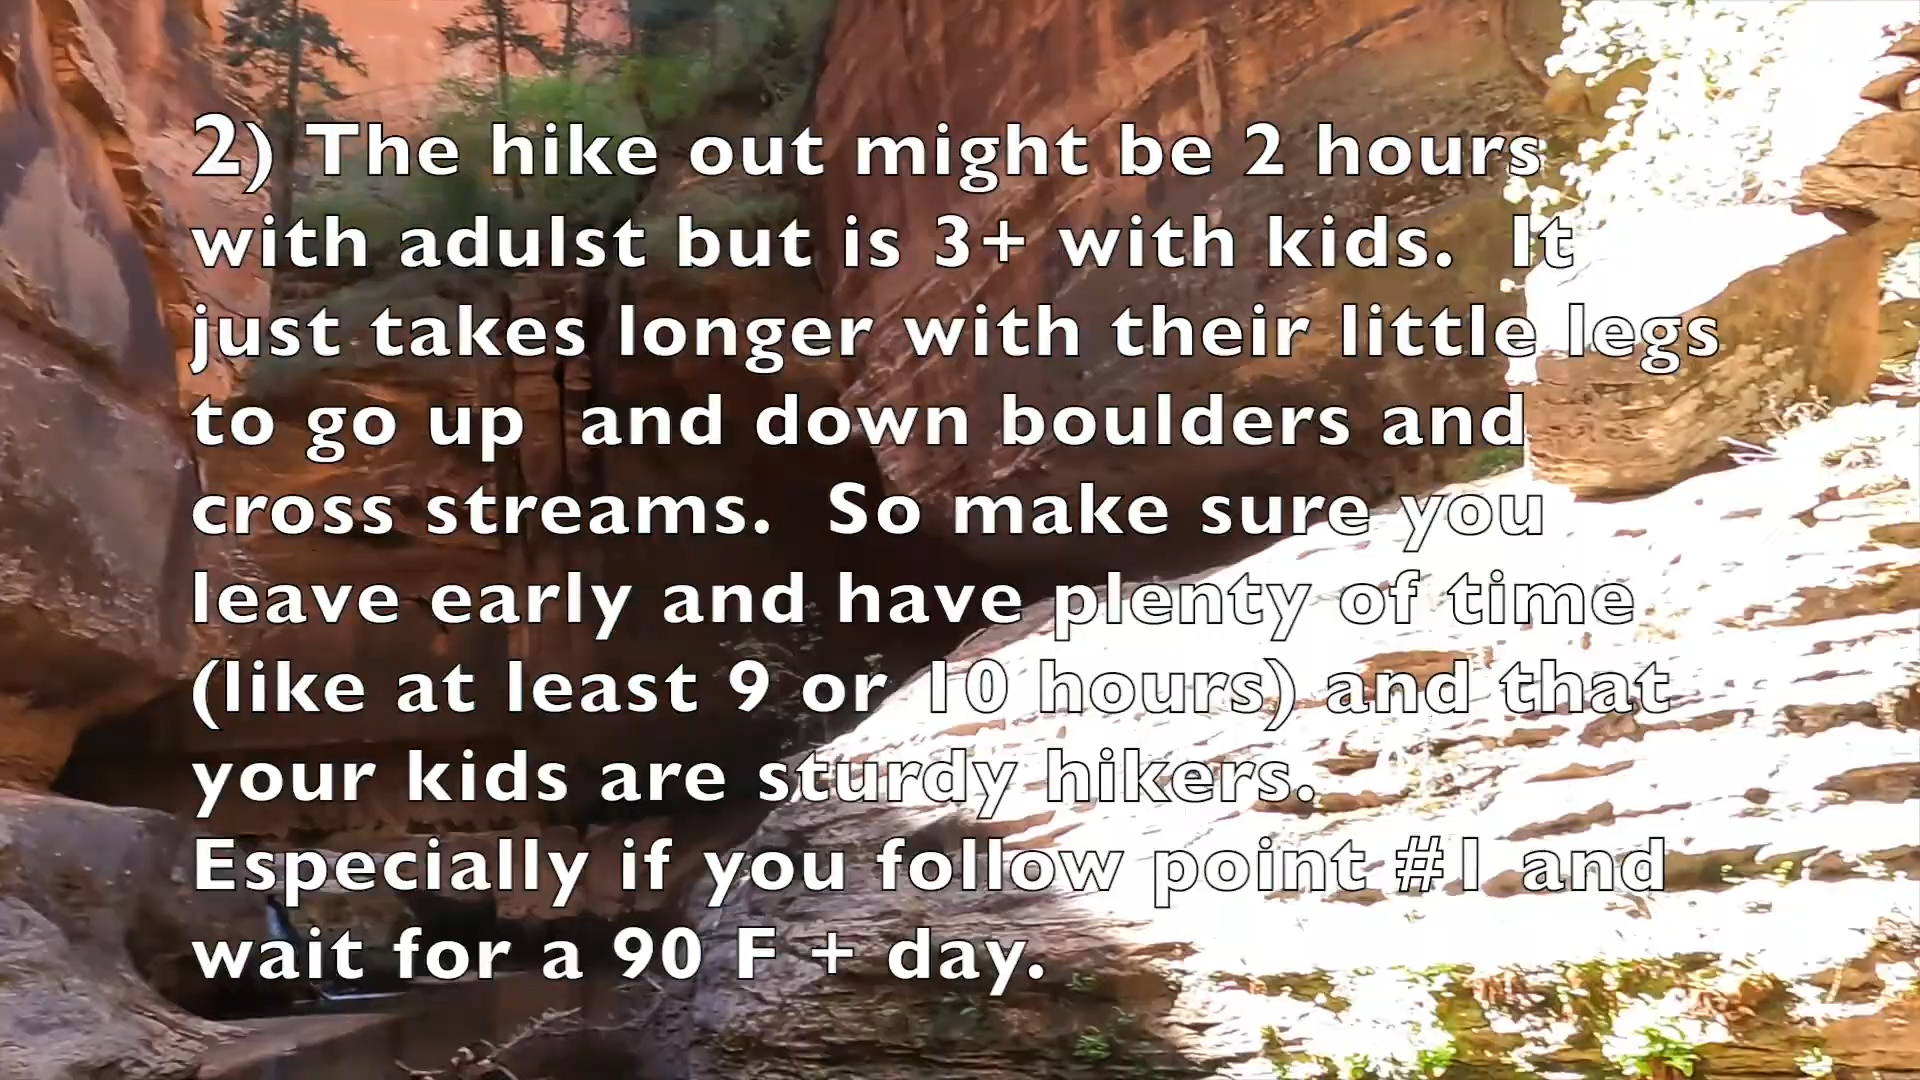 2) The hike out might be 2 hours
with adulst but is 3+ with kids.  It
just takes longer with their little legs
to go up  and down boulders and
cross streams.  So make sure you
leave early and have plenty of time
(like at least 9 or 10 hours) and that
your kids are sturdy hikers.
Especially if you follow point #1 and
wait for a 90 F + day.